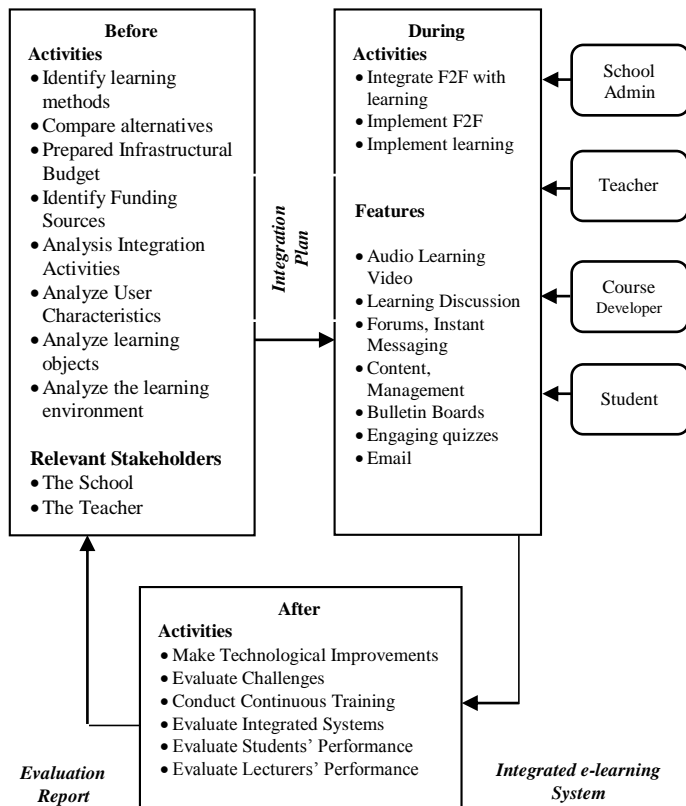 Before
Activities
• Identify learning
methods
• Compare alternatives
• Prepared Infrastructural
Budget
• Identify Funding
Sources
• Analysis Integration
Activities
• Analyze User
Characteristics
• Analyze learning
objects
• Analyze the learning
environment
Relevant Stakeholders
• The School
• The Teacher
Integration
Plan
During
Activities
• Integrate F2F with
learning
• Implement F2F
• Implement learning
Features
• Audio Learning
Video
• Learning Discussion
• Forums, Instant
Messaging
• Content,
Management
• Bulletin Boards
• Engaging quizzes
• Email
School
Admin
Teacher
Course
Developer
Student
After
Activities
• Make Technological Improvements
• Evaluate Challenges
• Conduct Continuous Training
• Evaluate Integrated Systems
• Evaluate Students’ Performance
• Evaluate Lecturers’ Performance
Evaluation
Report
Integrated e-learning
System